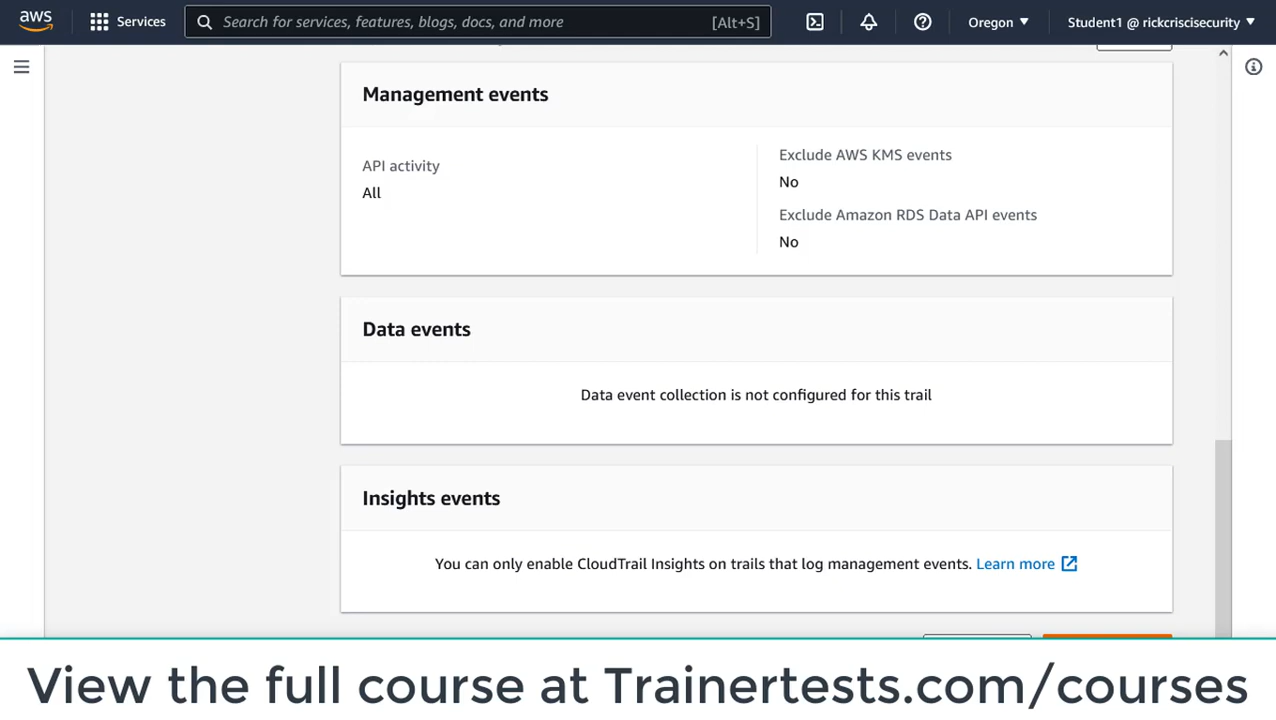 aws Services Search for services, features, blogs, docs, and more [Alt+S] Oregon Student1 @ rickcriscisecurity
Management events
API activity
All
Exclude AWS KMS events
No
Exclude Amazon RDS Data API events
No
Data events
Data event collection is not configured for this trail
Insights events
You can only enable CloudTrail Insights on trails that log management events. Learn more
View the full course at Trainertests.com/courses